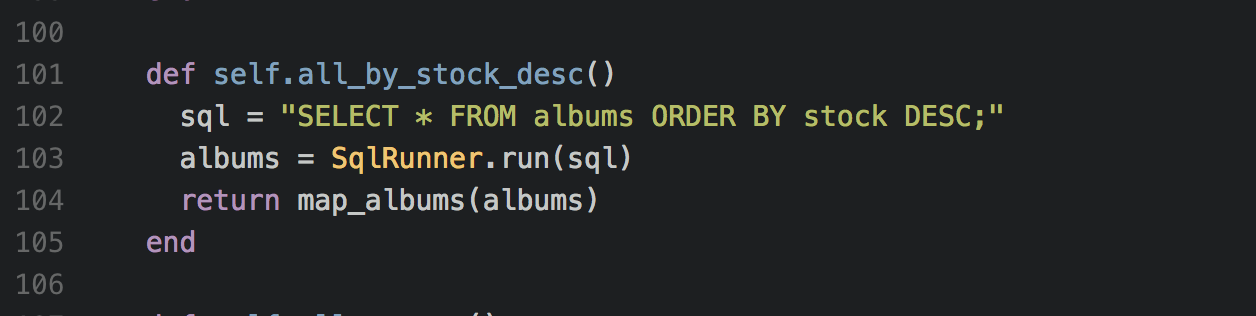 100
101 def self.all_by_stock_desc()
102 sql = "SELECT * FROM albums ORDER BY stock DESC;"
103 albums = SqlRunner.run(sql)
104 return map_albums(albums)
105 end
106